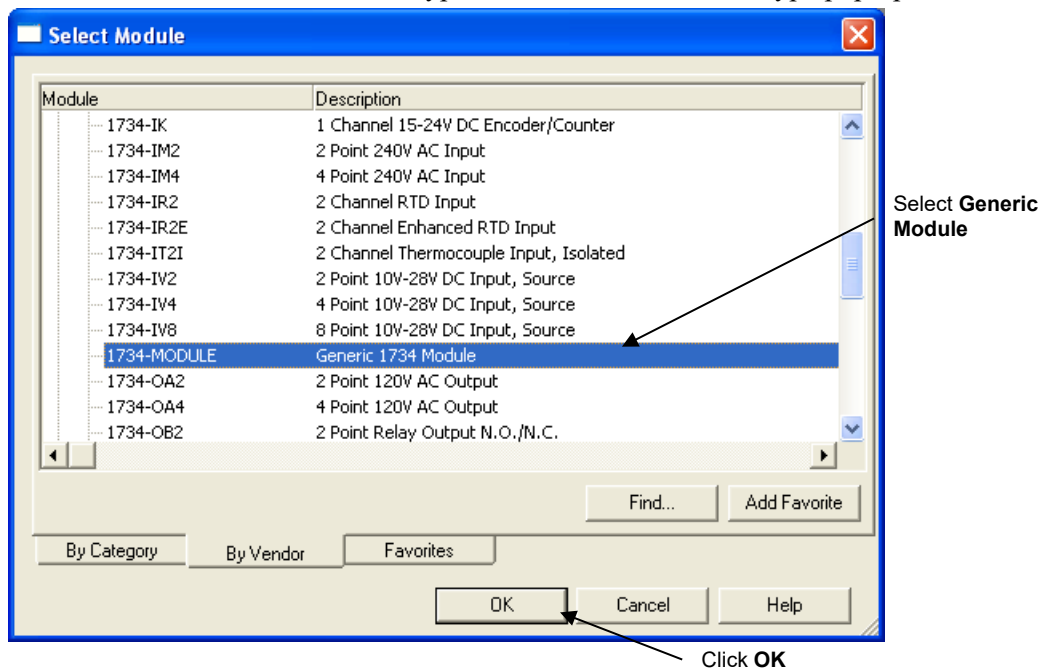 Select Module
Module Description
1734-IK 1 Channel 15-24V DC Encoder/Counter
1734-IM2 2 Point 240V AC Input
1734-IM4 4 Point 240V AC Input
1734-IR2 2 Channel RTD Input
1734-IR2E 2 Channel Enhanced RTD Input
1734-IT2I 2 Channel Thermocouple Input, Isolated
1734-IV2 2 Point 10V-28V DC Input, Source
1734-IV4 4 Point 10V-28V DC Input, Source
1734-IV8 8 Point 10V-28V DC Input, Source
1734-MODULE Generic 1734 Module
1734-OA2 2 Point 120V AC Output
1734-OA4 4 Point 120V AC Output
1734-OB2 2 Point Relay Output N.O./N.C.
Select Generic
Module
Find... Add Favorite
By Category By Vendor Favorites
OK Cancel Help
Click OK